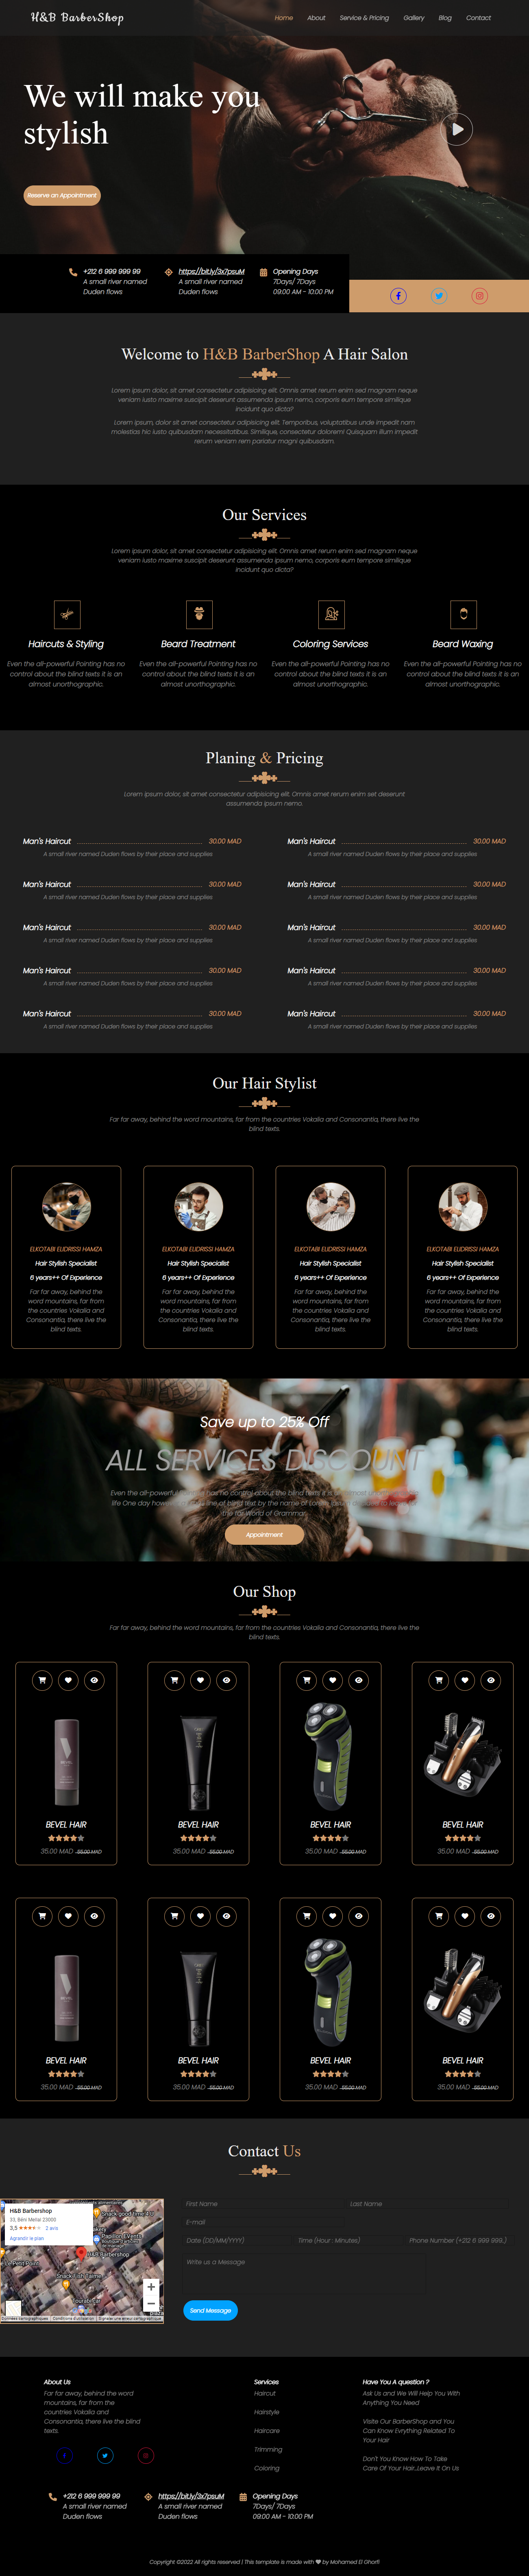 H&B BarberShop
Home About Service & Pricing Gallery Blog Contact
We will make you
stylish
Reserve an Appointment
+212 6 999 999 99
A small river named
Duden flows
https://bit.ly/3x7psuM
A small river named
Duden flows
Opening Days
7Days/ 7Days
09:00 AM - 10:00 PM
Welcome to H&B BarberShop A Hair Salon
Lorem ipsum dolor, sit amet consectetur adipisicing elit. Omnis amet rerum enim sed magnam neque
veniam iusto maxime suscipit deserunt assumenda ipsum nemo, corporis eum tempore similique
incidunt quo dicta?
Lorem ipsum, dolor sit amet consectetur adipisicing elit. Temporibus, voluptatibus unde impedit nam
molestias hic iusto quibusdam necessitatibus. Similique, consectetur dolorem! Quisquam illum impedit
rerum veniam rem pariatur magni quibusdam.
Our Services
Lorem ipsum dolor, sit amet consectetur adipisicing elit. Omnis amet rerum enim sed magnam neque
veniam iusto maxime suscipit deserunt assumenda ipsum nemo, corporis eum tempore similique
incidunt quo dicta?
Haircuts & Styling
Even the all-powerful Pointing has no
control about the blind texts it is an
almost unorthographic.
Beard Treatment
Even the all-powerful Pointing has no
control about the blind texts it is an
almost unorthographic.
Coloring Services
Even the all-powerful Pointing has no
control about the blind texts it is an
almost unorthographic.
Beard Waxing
Even the all-powerful Pointing has no
control about the blind texts it is an
almost unorthographic.
Planing & Pricing
Lorem ipsum dolor, sit amet consectetur adipisicing elit. Omnis amet rerum enim set deserunt
assumenda ipsum nemo.
Man's Haircut 30.00 MAD
A small river named Duden flows by their place and supplies
Man's Haircut 30.00 MAD
A small river named Duden flows by their place and supplies
Man's Haircut 30.00 MAD
A small river named Duden flows by their place and supplies
Man's Haircut 30.00 MAD
A small river named Duden flows by their place and supplies
Man's Haircut 30.00 MAD
A small river named Duden flows by their place and supplies
Man's Haircut 30.00 MAD
A small river named Duden flows by their place and supplies
Man's Haircut 30.00 MAD
A small river named Duden flows by their place and supplies
Man's Haircut 30.00 MAD
A small river named Duden flows by their place and supplies
Man's Haircut 30.00 MAD
A small river named Duden flows by their place and supplies
Man's Haircut 30.00 MAD
A small river named Duden flows by their place and supplies
Our Hair Stylist
Far far away, behind the word mountains, far from the countries Vokalia and Consonantia, there live the
blind texts.
ELKOTABI ELIDRISSI HAMZA
Hair Stylish Specialist
6 years++ Of Experience
Far far away, behind the
word mountains, far from
the countries Vokalia and
Consonantia, there live the
blind texts.
ELKOTABI ELIDRISSI HAMZA
Hair Stylish Specialist
6 years++ Of Experience
Far far away, behind the
word mountains, far from
the countries Vokalia and
Consonantia, there live the
blind texts.
ELKOTABI ELIDRISSI HAMZA
Hair Stylish Specialist
6 years++ Of Experience
Far far away, behind the
word mountains, far from
the countries Vokalia and
Consonantia, there live the
blind texts.
ELKOTABI ELIDRISSI HAMZA
Hair Stylish Specialist
6 years++ Of Experience
Far far away, behind the
word mountains, far from
the countries Vokalia and
Consonantia, there live the
blind texts.
Save up to 25% Off
ALL SERVICES DISCOUNT
Even the all-powerful has no control about the blind texts it is
life One day however line of blind text by the name of
the far World of Grammar.
Appointment
Our Shop
Far far away, behind the word mountains, far from the countries Vokalia and Consonantia, there live the
blind texts.
BEVEL HAIR
35.00 MAD 55.00 MAD
BEVEL HAIR
35.00 MAD 55.00 MAD
BEVEL HAIR
35.00 MAD 55.00 MAD
BEVEL HAIR
35.00 MAD 55.00 MAD
BEVEL HAIR
35.00 MAD 55.00 MAD
BEVEL HAIR
35.00 MAD 55.00 MAD
BEVEL HAIR
35.00 MAD 55.00 MAD
BEVEL HAIR
35.00 MAD 55.00 MAD
Contact Us
H&B Barbershop
33, Béni Mellal 23000
3,5 2 avis
Agrandir le plan
H&B Barbershop
First Name Last Name
E-mail
Date (DD/MM/YYYY) Time (Hour : Minutes) Phone Number (+212 6 999 999..)
Write us a Message
Send Message
About Us
Far far away, behind the word
mountains, far from the
countries Vokalia and
Consonantia, there live the blind
texts.
Services
Haircut
Hairstyle
Haircare
Trimming
Coloring
Have You A question ?
Ask Us and We Will Help You With
Anything You Need
Visite Our BarberShop and You
Can Know Evrything Related To
Your Hair
Don't You Know How To Take
Care Of Your Hair..Leave It On Us
+212 6 999 999 99
A small river named
Duden flows
https://bit.ly/3x7psuM
A small river named
Duden flows
Opening Days
7Days/ 7Days
09:00 AM - 10:00 PM
Copyright ©2022 All rights reserved | This template is made with by Mohamed El Ghorfi